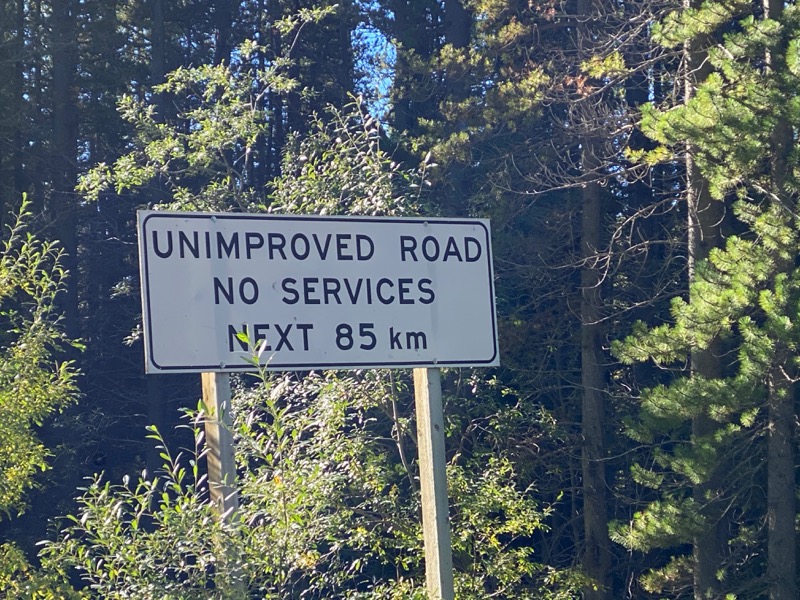 UNIMPROVED ROAD
NO SERVICES
NEXT 85 km